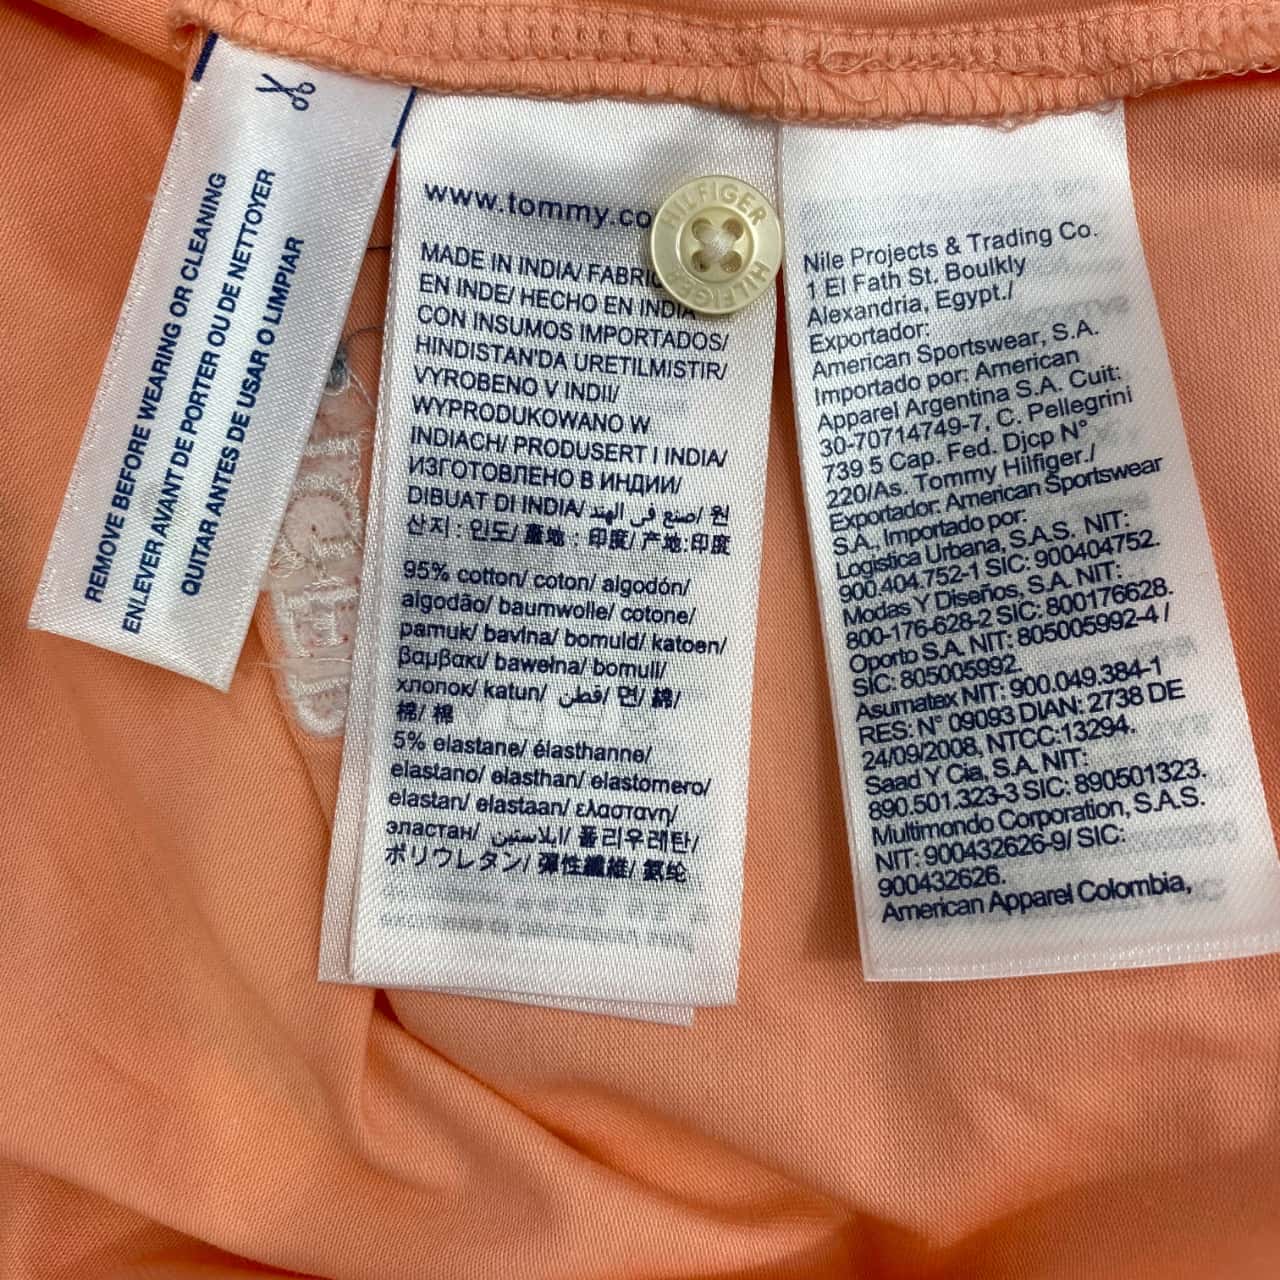 REMOVE BEFORE WEARING OR CLEANING
ENLEVER AVANT DE PORTER OU DE NETTOYER
QUITAR ANTES DE USAR O LIMPIAR
www.tommy.co
HILFIGER
HILFIGER
MADE IN INDIA/ FABRIC
EN INDE/ HECHO EN INDIA
CON INSUMOS IMPORTADOS/
HINDISTAN'DA URETILMISTIR/
VYROBENO V INDII/
WYPRODUKOWANO W
INDIACH/ PRODUSERT I INDIA/
ИЗГОТОВЛЕНО В ИНДИИ/
DIBUAT DI INDIA/ صنع في الهند/ 원
산지 : 인도/ 產地 : 印度/ 产地:印度
95% cotton/ coton/ algodón/
algodão/ baumwolle/ cotone/
pamuk/ bavlna/ bomuld/ katoen/
βαμβακι/ bawełna/ bomull/
хлопок/ katun/ قطن/ 면/ 綿/
棉/ 棉
5% elastane/ élasthanne/
elastano/ elasthan/ elastomero/
elastan/ elastaan/ ελαστανη/
эластан/ ايلاستين/ 폴리우레탄/
ポリウレタン/ 彈性纖維/ 氨纶
Nile Projects & Trading Co.
1 El Fath St. Boulkly
Alexandria, Egypt./
Exportador:
American Sportswear, S.A.
Importado por: American
Apparel Argentina S.A. Cuit:
30-70714749-7, C. Pellegrini
739 5 Cap. Fed. Djcp N°
220/As. Tommy Hilfiger./
Exportador: American Sportswear
S.A., Importado por:
Logistica Urbana, S.A.S. NIT:
900.404.752-1 SIC: 900404752.
Modas Y Diseños, S.A. NIT:
800-176-628-2 SIC: 800176628.
Oporto S.A. NIT: 805005992-4 /
SIC: 805005992.
Asumatex NIT: 900.049.384-1
RES: N° 09093 DIAN: 2738 DE
24/09/2008, NTCC:13294.
Saad Y Cia, S.A. NIT:
890.501.323-3 SIC: 890501323.
Multimondo Corporation, S.A.S.
NIT: 900432626-9/ SIC:
900432626.
American Apparel Colombia,